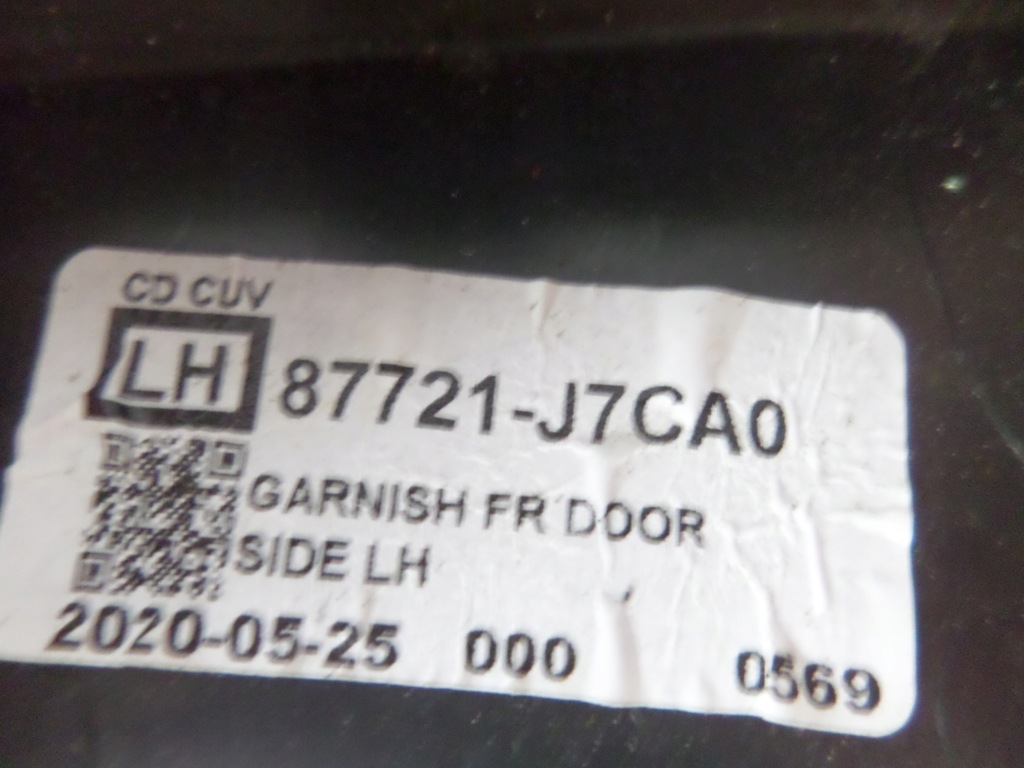 CD CUV
LH 87721-J7CA0
GARNISH FR DOOR
SIDE LH
2020-05-25 000 0569